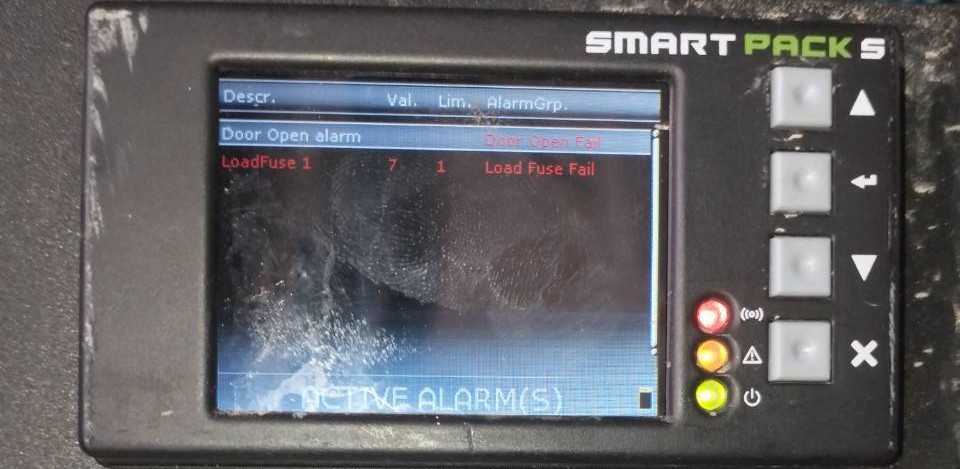 SMART PACK S
Descr. Val. Lim. AlarmGrp.
Door Open alarm Door Open Fail
LoadFuse 1 7 1 Load Fuse Fail
ACTIVE ALARM(S)